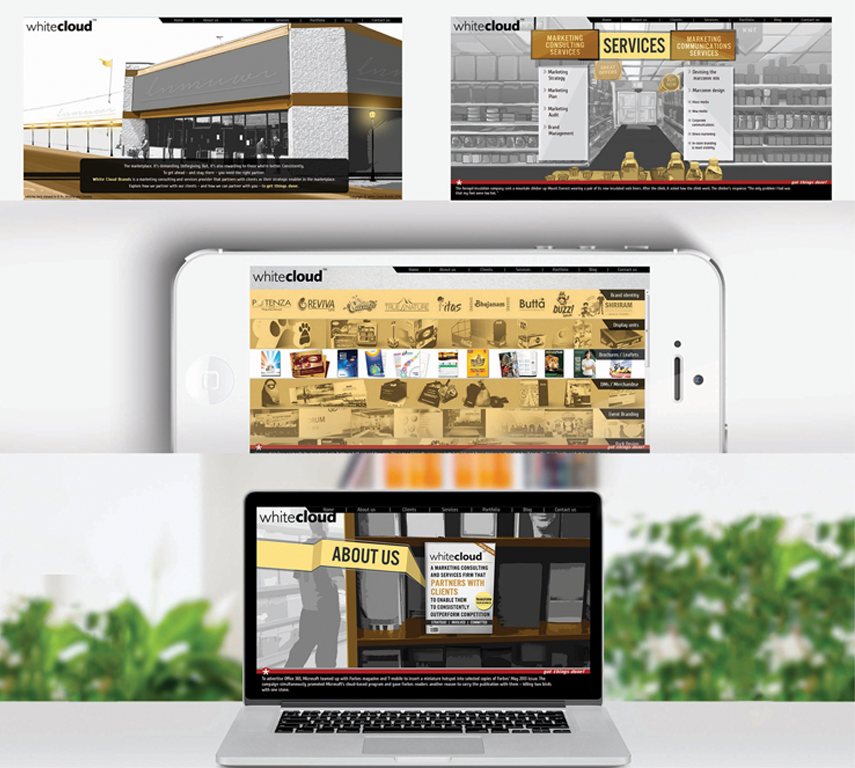 whitecloud™
Home | About us | Clients | Services | Portfolio | Blog | Contact us
The marketplace. It's demanding. Unforgiving. But, it's also rewarding to those who're better. Consistently.
To get ahead - and stay there - you need the right partner.
White Cloud Brands is a marketing consulting and services provider that partners with clients as their strategic enabler in the marketplace.
Explore how we partner with our clients - and how we can partner with you - to get things done.
whitecloud™
Home | About us | Clients | Services | Portfolio | Blog | Contact us
MARKETING
CONSULTING
SERVICES
SERVICES
MARKETING
COMMUNICATIONS
SERVICES
Marketing
Strategy
Marketing
Plan
Marketing
Audit
Brand
Management
Devising the
marcomm mix
Marcomm design
Mass media
New media
Corporate
communications
Direct marketing
In-store branding
& retail visibility
get things done!
whitecloud™
Home | About us | Clients | Services | Portfolio | Blog | Contact us
Brand Identity
POTENZA
REVIVA
TRUE NATURE
Bhojanam
Buttā
BUZZ!
SHRIRAM
Display units
Brochures / Leaflets
DMs / Merchandise
Event Branding
get things done!
whitecloud
Home | About us | Clients | Services | Portfolio | Blog | Contact us
ABOUT US
whitecloud
A MARKETING CONSULTING
AND SERVICES FIRM THAT
PARTNERS WITH
CLIENTS
TO ENABLE THEM
TO CONSISTENTLY
OUTPERFORM COMPETITION
STRATEGIC | INVOLVED | COMMITTED
get things done!
To advertise Office 365, Microsoft teamed up with Forbes magazine and T-mobile to insert a miniature hotspot into selected copies of Forbes' May 2013 issue. The
campaign simultaneously promoted Microsoft's cloud-based program and gave Forbes readers another reason to carry the publication with them - killing two birds
with one stone.